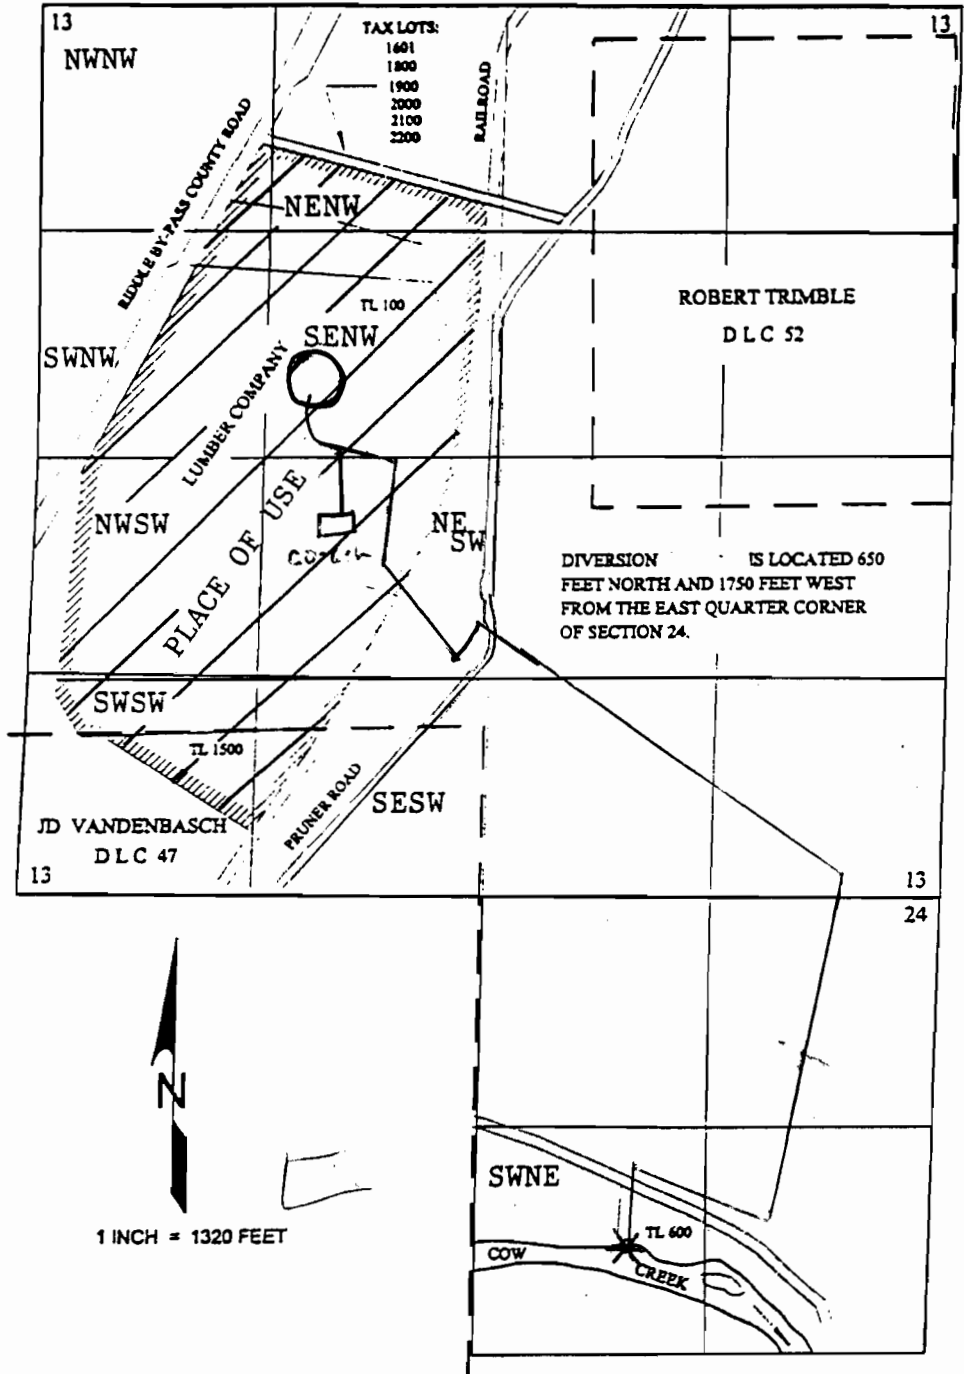 13
13
NWNW
TAX LOTS:
1601
1800
1900
2000
2100
2200
RAILROAD
RIDDLE BY-PASS COUNTY ROAD
NENW
TL 100
ROBERT TRIMBLE
DLC 52
SENW
SWNW
LUMBER COMPANY
PLACE OF USE
NWSW
NE
SW
DIVERSION IS LOCATED 650
FEET NORTH AND 1750 FEET WEST
FROM THE EAST QUARTER CORNER
OF SECTION 24.
SWSW
TL 1500
PRUNER ROAD
SESW
JD VANDENBASCH
DLC 47
13
13
24
N
1 INCH = 1320 FEET
SWNE
TL 600
COW
CREEK